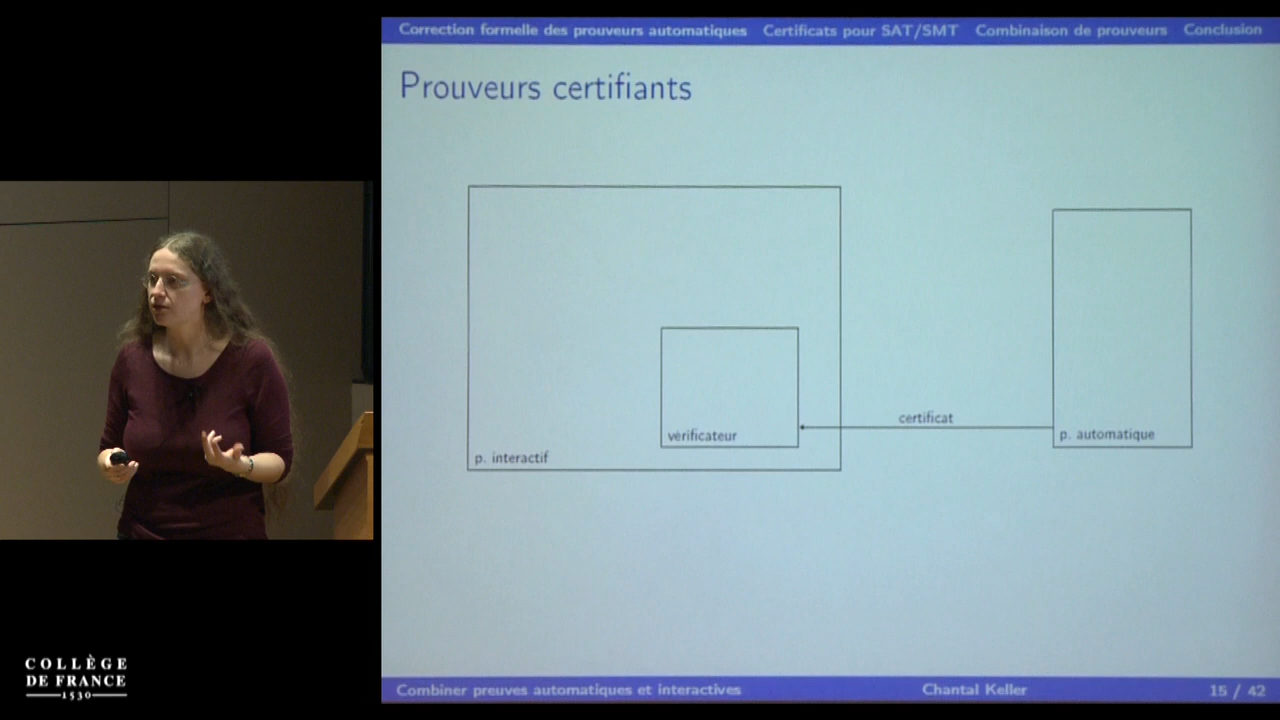 Correction formelle des prouveurs automatiques Certificats pour SAT/SMT Combinaison de prouveurs Conclusion
Prouveurs certifiants
certificat
vérificateur
p. automatique
p. interactif
COLLÈGE
DE FRANCE
1530
Combiner preuves automatiques et interactives Chantal Keller 15 / 42